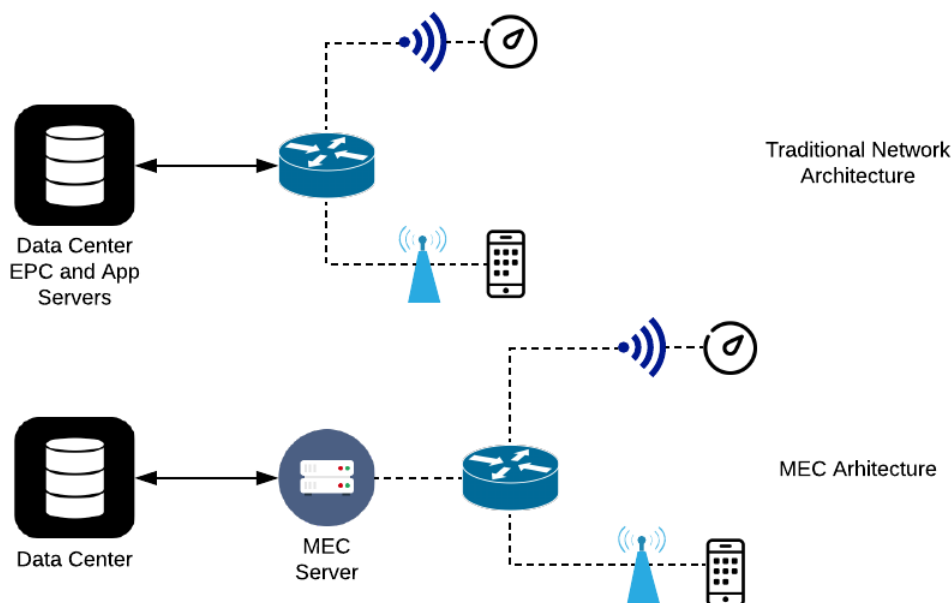 Traditional Network
Architecture
Data Center
EPC and App
Servers
MEC Arhitecture
Data Center
MEC
Server